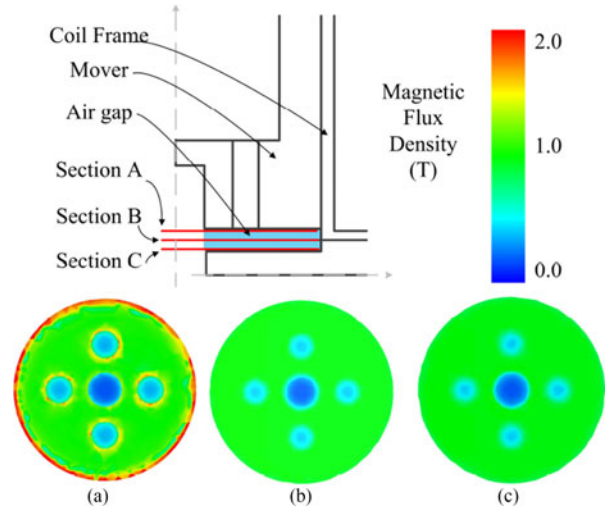 Coil Frame
Mover
Air gap
Section A
Section B
Section C
Magnetic
Flux
Density
(T)
2.0
1.0
0.0
(a)
(b)
(c)